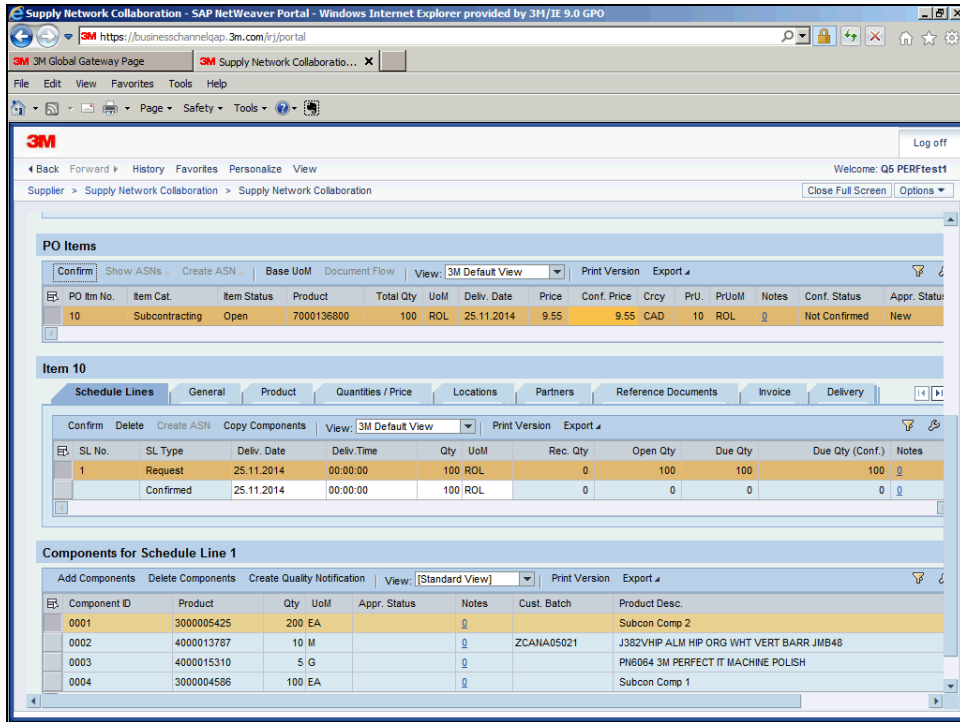 Supply Network Collaboration - SAP NetWeaver Portal - Windows Internet Explorer provided by 3M/IE 9.0 GPO
3M https://businesschannelqap.3m.com/irj/portal
3M 3M Global Gateway Page 3M Supply Network Collaboratio... X
File Edit View Favorites Tools Help
Page Safety Tools
3M Log off
Back Forward History Favorites Personalize View Welcome: Q5 PERFtest1
Supplier > Supply Network Collaboration > Supply Network Collaboration Close Full Screen Options
PO Items
Confirm Show ASNs Create ASN Base UoM Document Flow View: 3M Default View Print Version Export
PO Itm No. Item Cat. Item Status Product Total Qty UoM Deliv. Date Price Conf. Price Crcy PrU. PrUoM Notes Conf. Status Appr. Status
10 Subcontracting Open 7000136800 100 ROL 25.11.2014 9.55 9.55 CAD 10 ROL 0 Not Confirmed New
Item 10
Schedule Lines General Product Quantities / Price Locations Partners Reference Documents Invoice Delivery
Confirm Delete Create ASN Copy Components View: 3M Default View Print Version Export
SL No. SL Type Deliv. Date Deliv.Time Qty UoM Rec. Qty Open Qty Due Qty Due Qty (Conf.) Notes
1 Request 25.11.2014 00:00:00 100 ROL 0 100 100 100 0
Confirmed 25.11.2014 00:00:00 100 ROL 0 0 0 0 0
Components for Schedule Line 1
Add Components Delete Components Create Quality Notification View: [Standard View] Print Version Export
Component ID Product Qty UoM Appr. Status Notes Cust. Batch Product Desc.
0001 3000005425 200 EA 0 Subcon Comp 2
0002 4000013787 10 M 0 ZCANA05021 J382VHIP ALM HIP ORG WHT VERT BARR JMB48
0003 4000015310 5 G 0 PN6064 3M PERFECT IT MACHINE POLISH
0004 3000004586 100 EA 0 Subcon Comp 1